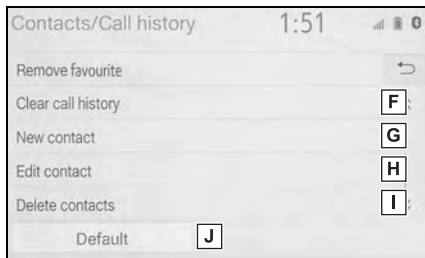 Contacts/Call history 1:51
Remove favourite
Clear call history F
New contact G
Edit contact H
Delete contacts I
Default J